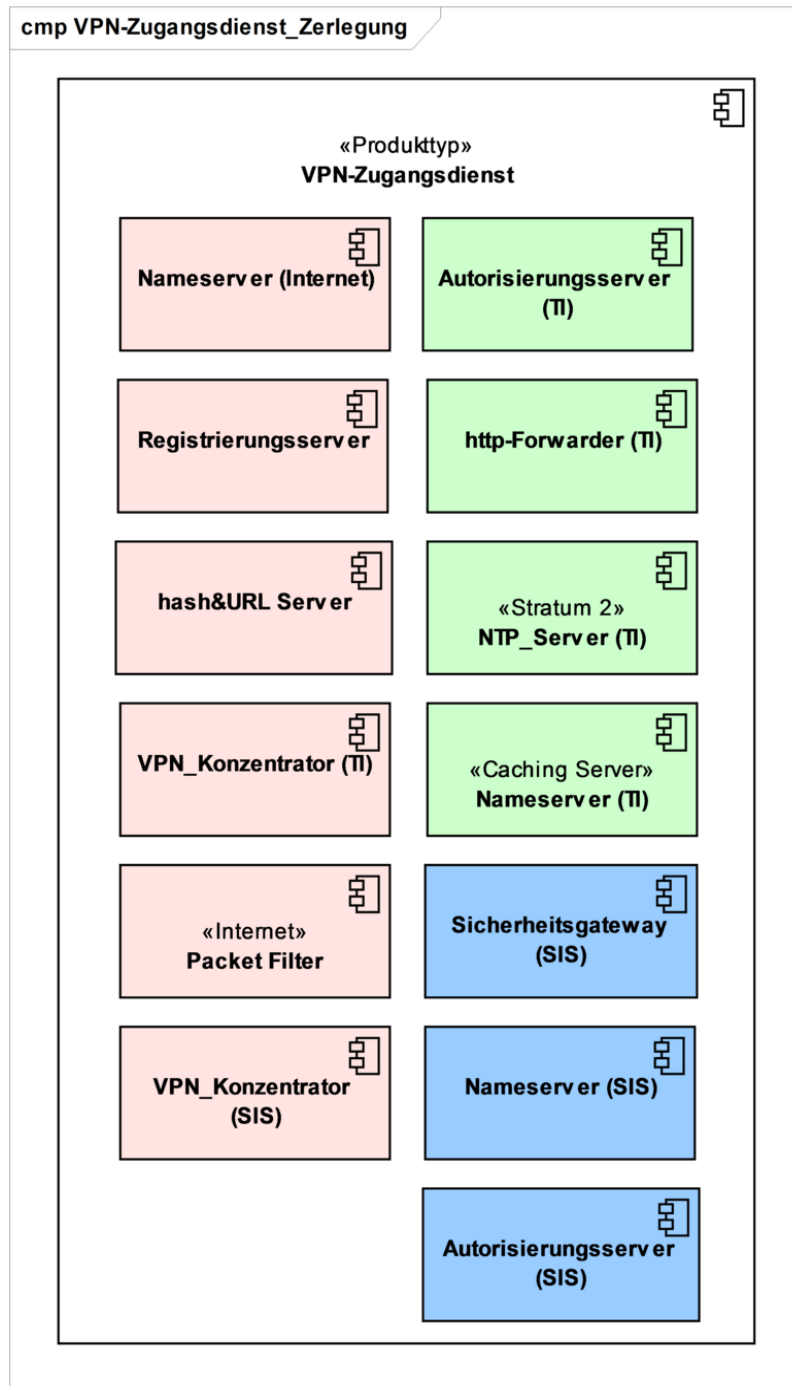 cmp VPN-Zugangsdienst_Zerlegung
«Produkttyp»
VPN-Zugangsdienst
Nameserver (Internet)
Autorisierungsserver
(TI)
Registrierungsserver
http-Forwarder (TI)
hash&URL Server
«Stratum 2»
NTP_Server (TI)
VPN_Konzentrator (TI)
«Caching Server»
Nameserver (TI)
«Internet»
Packet Filter
Sicherheitsgateway
(SIS)
VPN_Konzentrator
(SIS)
Nameserver (SIS)
Autorisierungsserver
(SIS)